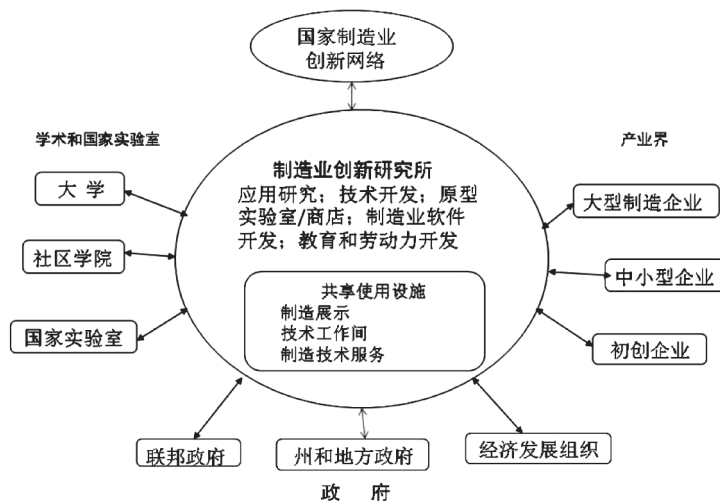 国家制造业
创新网络
学术和国家实验室
产业界
制造业创新研究所
应用研究；技术开发；原型
实验室/商店；制造业软件
开发；教育和劳动力开发
大 学
社区学院
国家实验室
大型制造企业
中小型企业
初创企业
共享使用设施
制造展示
技术工作间
制造技术服务
联邦政府
州和地方政府
经济发展组织
政 府